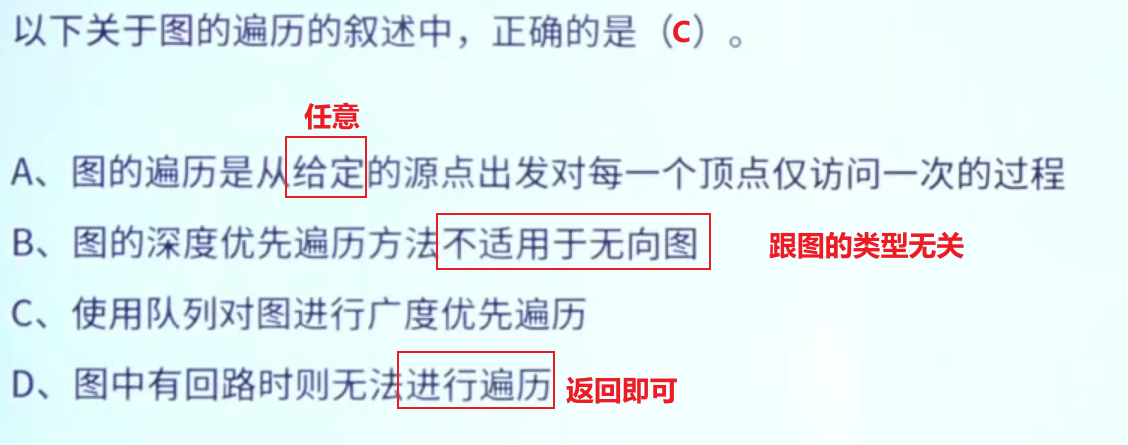 以下关于图的遍历的叙述中，正确的是（C）。
任意
A、图的遍历是从给定的源点出发对每一个顶点仅访问一次的过程
B、图的深度优先遍历方法不适用于无向图 跟图的类型无关
C、使用队列对图进行广度优先遍历
D、图中有回路时则无法进行遍历 返回即可